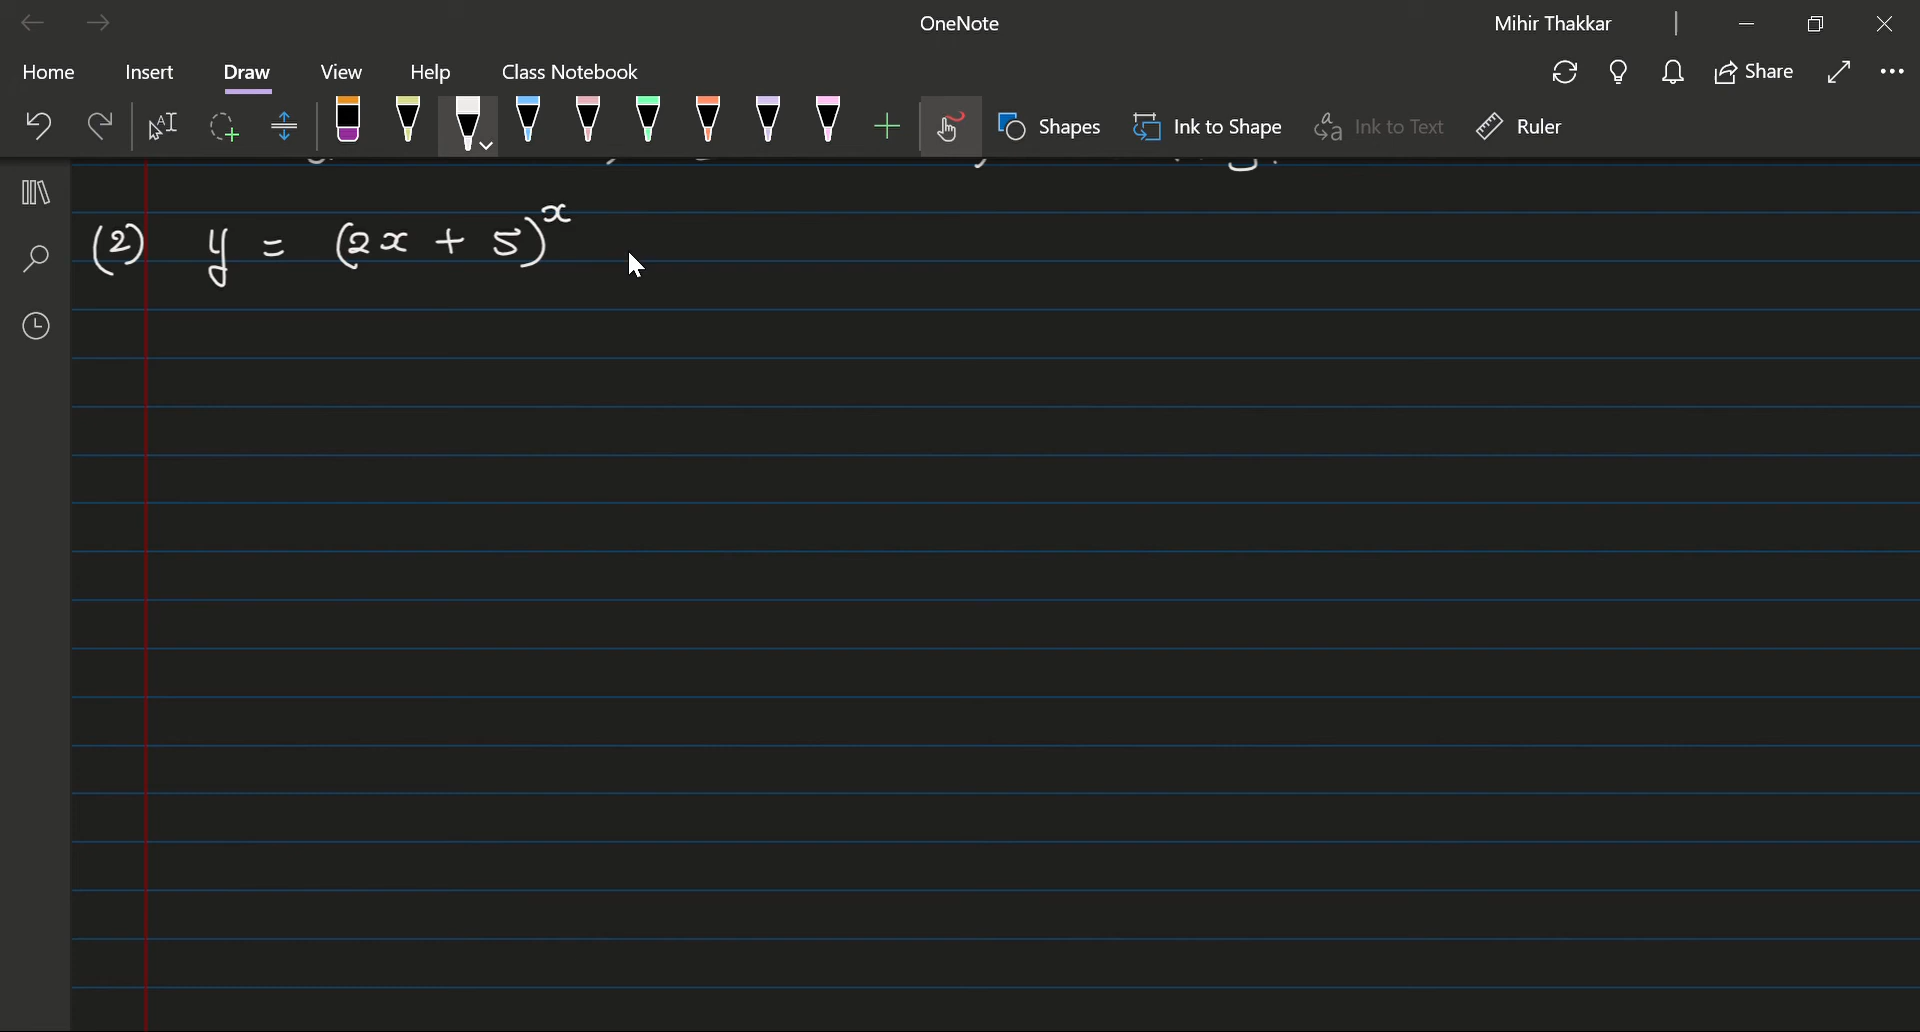 OneNote
Mihir Thakkar
Home Insert Draw View Help Class Notebook
Share
Shapes Ink to Shape Ink to Text Ruler
(2) y = (2x + 5)^x